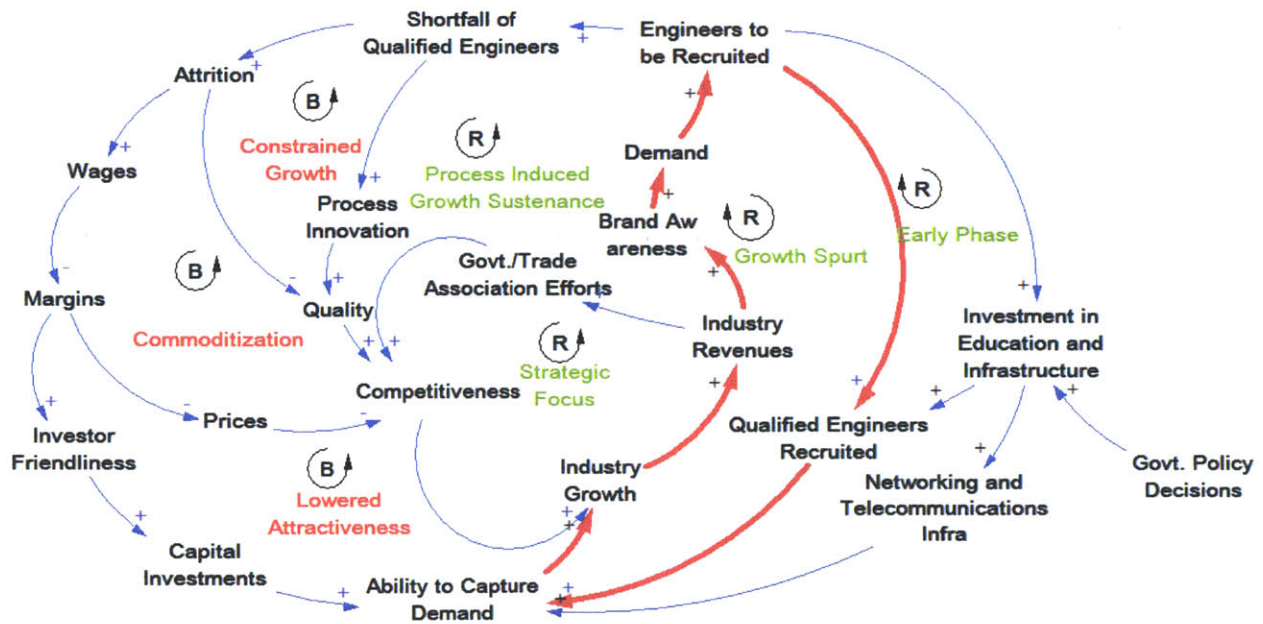 Shortfall of
Qualified Engineers
Engineers to
be Recruited
+
+
Attrition
+
B
Constrained
Growth
R
Process Induced
Growth Sustenance
+
Demand
+
Wages
+
+
Process
Innovation
Brand Aw
areness
R
Growth Spurt
R
Early Phase
-
Margins
B
Commoditization
-
+
Quality
Govt./Trade
Association Efforts
+
+
+
Investment in
Education and
Infrastructure
+
+
R
Strategic
Focus
Industry
Revenues
+
Competitiveness
+
+
+
+
Investor
Friendliness
-
Prices
-
Qualified Engineers
Recruited
+
Govt. Policy
Decisions
B
Lowered
Attractiveness
Industry
Growth
+
+
Networking and
Telecommunications
Infra
+
Capital
Investments
+
Ability to Capture
Demand
+
+